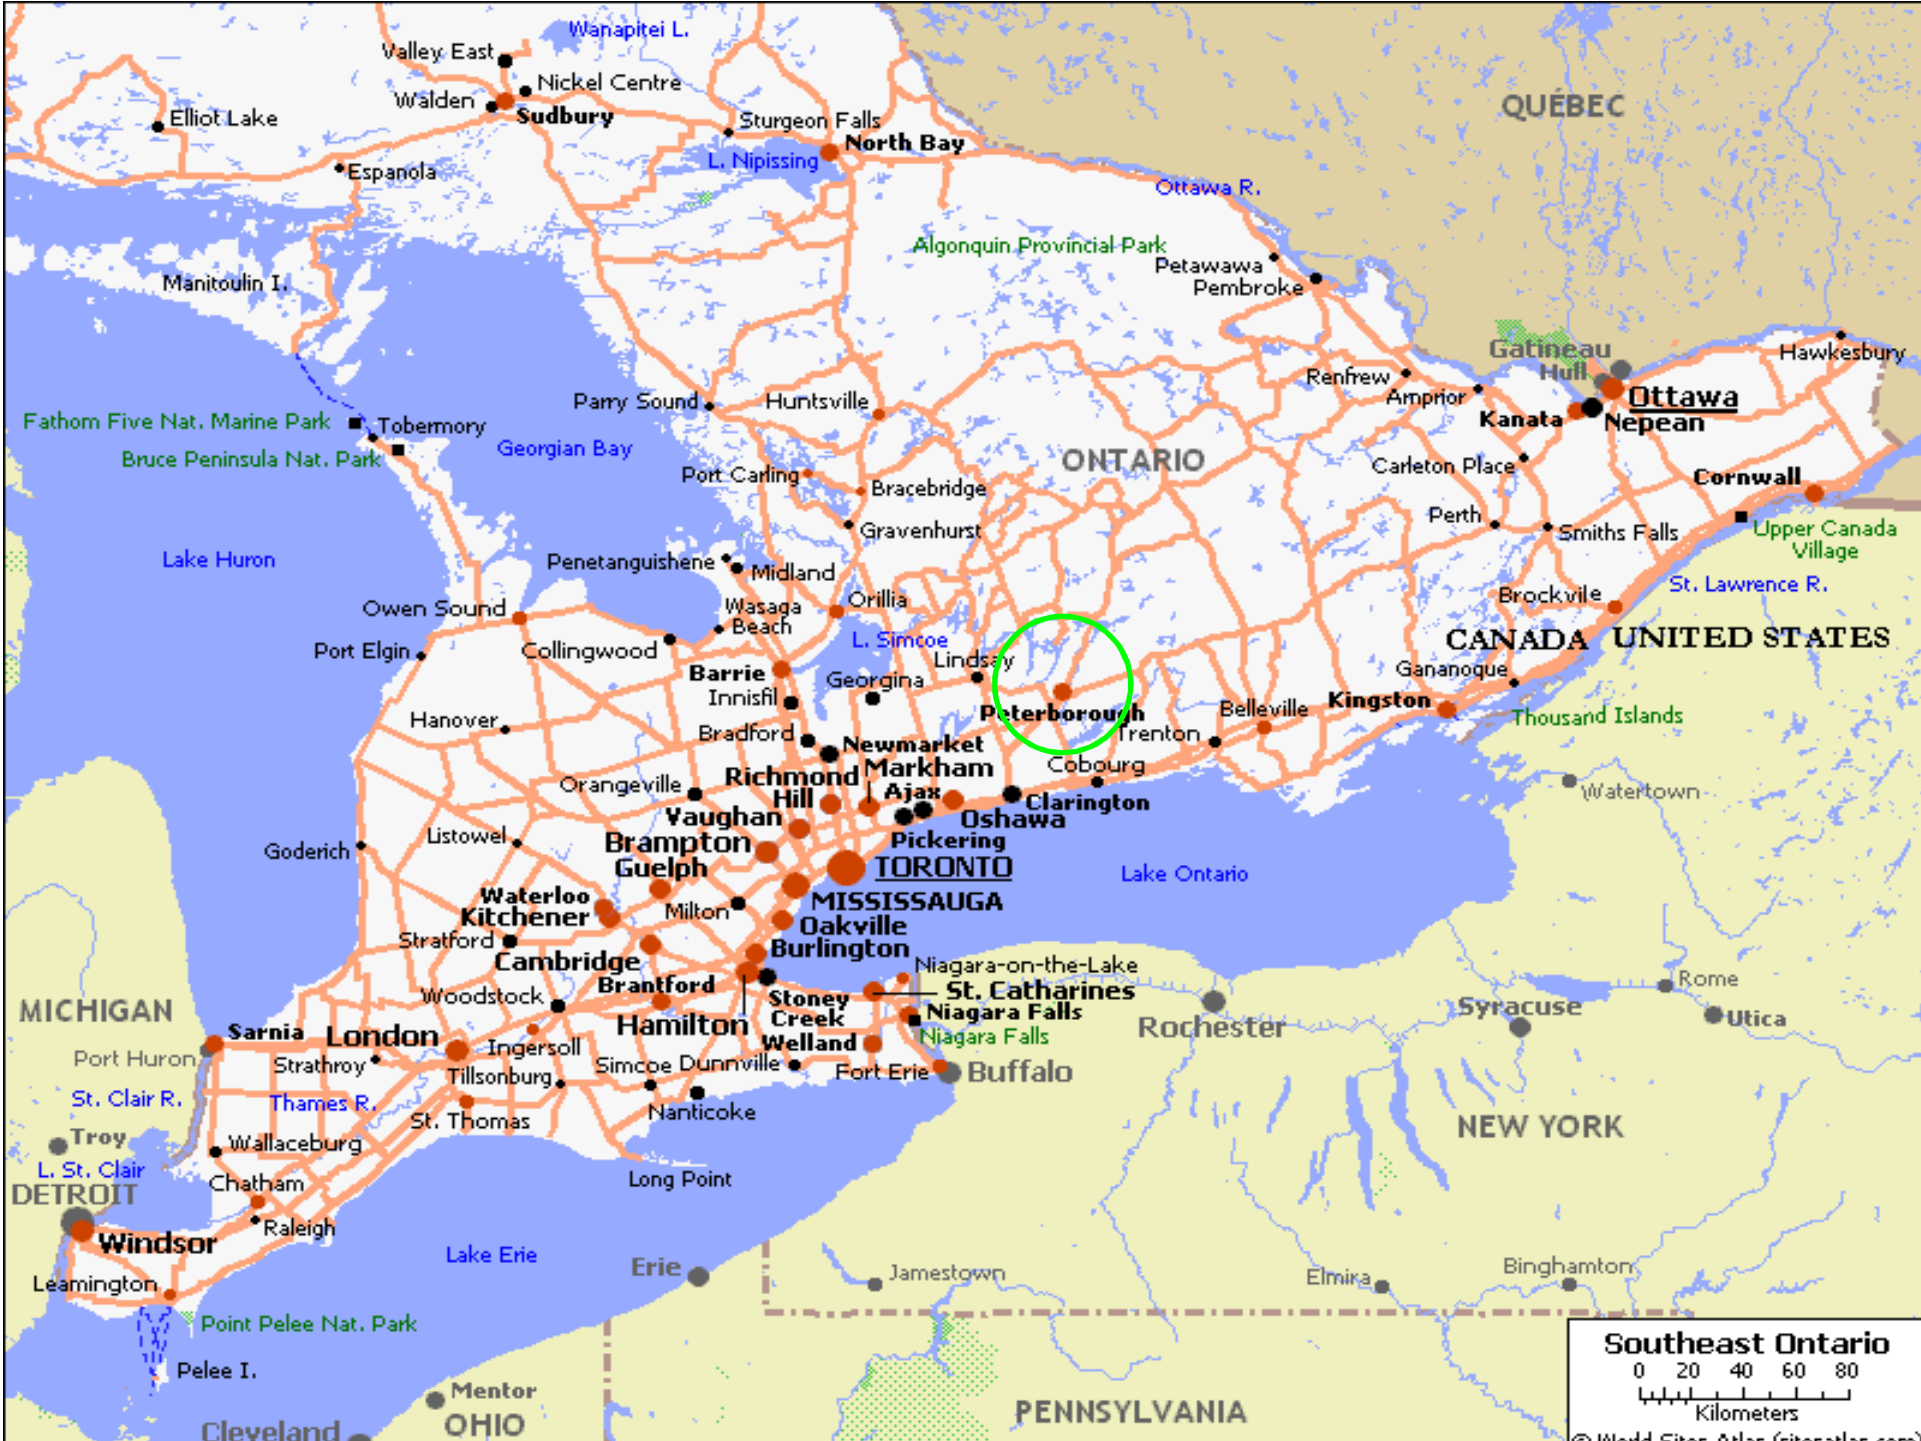 Wanapitei L.
Valley East
Nickel Centre
Walden
Sudbury
Elliot Lake
Sturgeon Falls
North Bay
L. Nipissing
Espanola
QUÉBEC
Ottawa R.
Algonquin Provincial Park
Petawawa
Pembroke
Manitoulin I.
Gatineau
Hull
Hawkesbury
Renfrew
Arnprior
Ottawa
Kanata
Nepean
Parry Sound
Huntsville
Fathom Five Nat. Marine Park
Tobermory
Bruce Peninsula Nat. Park
Georgian Bay
ONTARIO
Carleton Place
Port Carling
Bracebridge
Cornwall
Gravenhurst
Perth
Smiths Falls
Upper Canada
Village
Lake Huron
Penetanguishene
Midland
St. Lawrence R.
Brockvile
Owen Sound
Wasaga
Beach
Orillia
L. Simcoe
CANADA
UNITED STATES
Port Elgin
Collingwood
Lindsay
Gananoque
Barrie
Georgina
Innisfil
Peterborough
Belleville
Kingston
Thousand Islands
Hanover
Bradford
Newmarket
Trenton
Cobourg
Richmond
Hill
Markham
Orangeville
Ajax
Clarington
Watertown
Vaughan
Oshawa
Listowel
Brampton
Pickering
Goderich
Guelph
TORONTO
Lake Ontario
Waterloo
Kitchener
Milton
MISSISSAUGA
Oakville
Stratford
Burlington
Cambridge
Niagara-on-the-Lake
Rome
Brantford
St. Catharines
Woodstock
Stoney
Creek
Syracuse
MICHIGAN
Niagara Falls
Utica
Sarnia
London
Hamilton
Rochester
Niagara Falls
Port Huron
Ingersoll
Welland
Strathroy
Simcoe
Dunnville
Fort Erie
Buffalo
Tillsonburg
St. Clair R.
Thames R.
Nanticoke
St. Thomas
NEW YORK
Troy
Wallaceburg
L. St. Clair
Long Point
Chatham
DETROIT
Raleigh
Windsor
Lake Erie
Erie
Jamestown
Elmira
Binghamton
Leamington
Point Pelee Nat. Park
Southeast Ontario
0 20 40 60 80
Kilometers
Pelee I.
Mentor
OHIO
PENNSYLVANIA
Cleveland
© World Sites Atlas (sitesatlas.com)